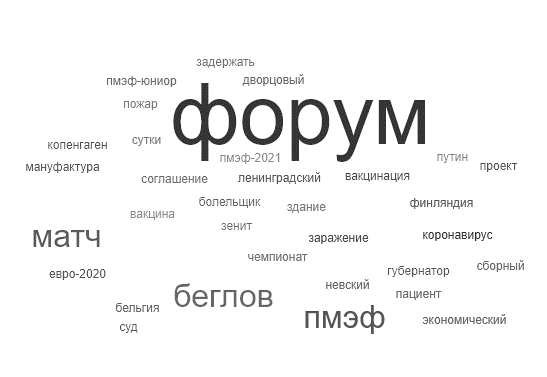 задержать
пмэф-юниор
дворцовый
форум
пожар
сутки
копенгаген
пмэф-2021
путин
мануфактура
проект
соглашение
ленинградский
вакцинация
болельщик
финляндия
вакцина
здание
зенит
матч
заражение
коронавирус
чемпионат
евро-2020
губернатор
сборный
невский
беглов
пациент
бельгия
пмэф
экономический
суд